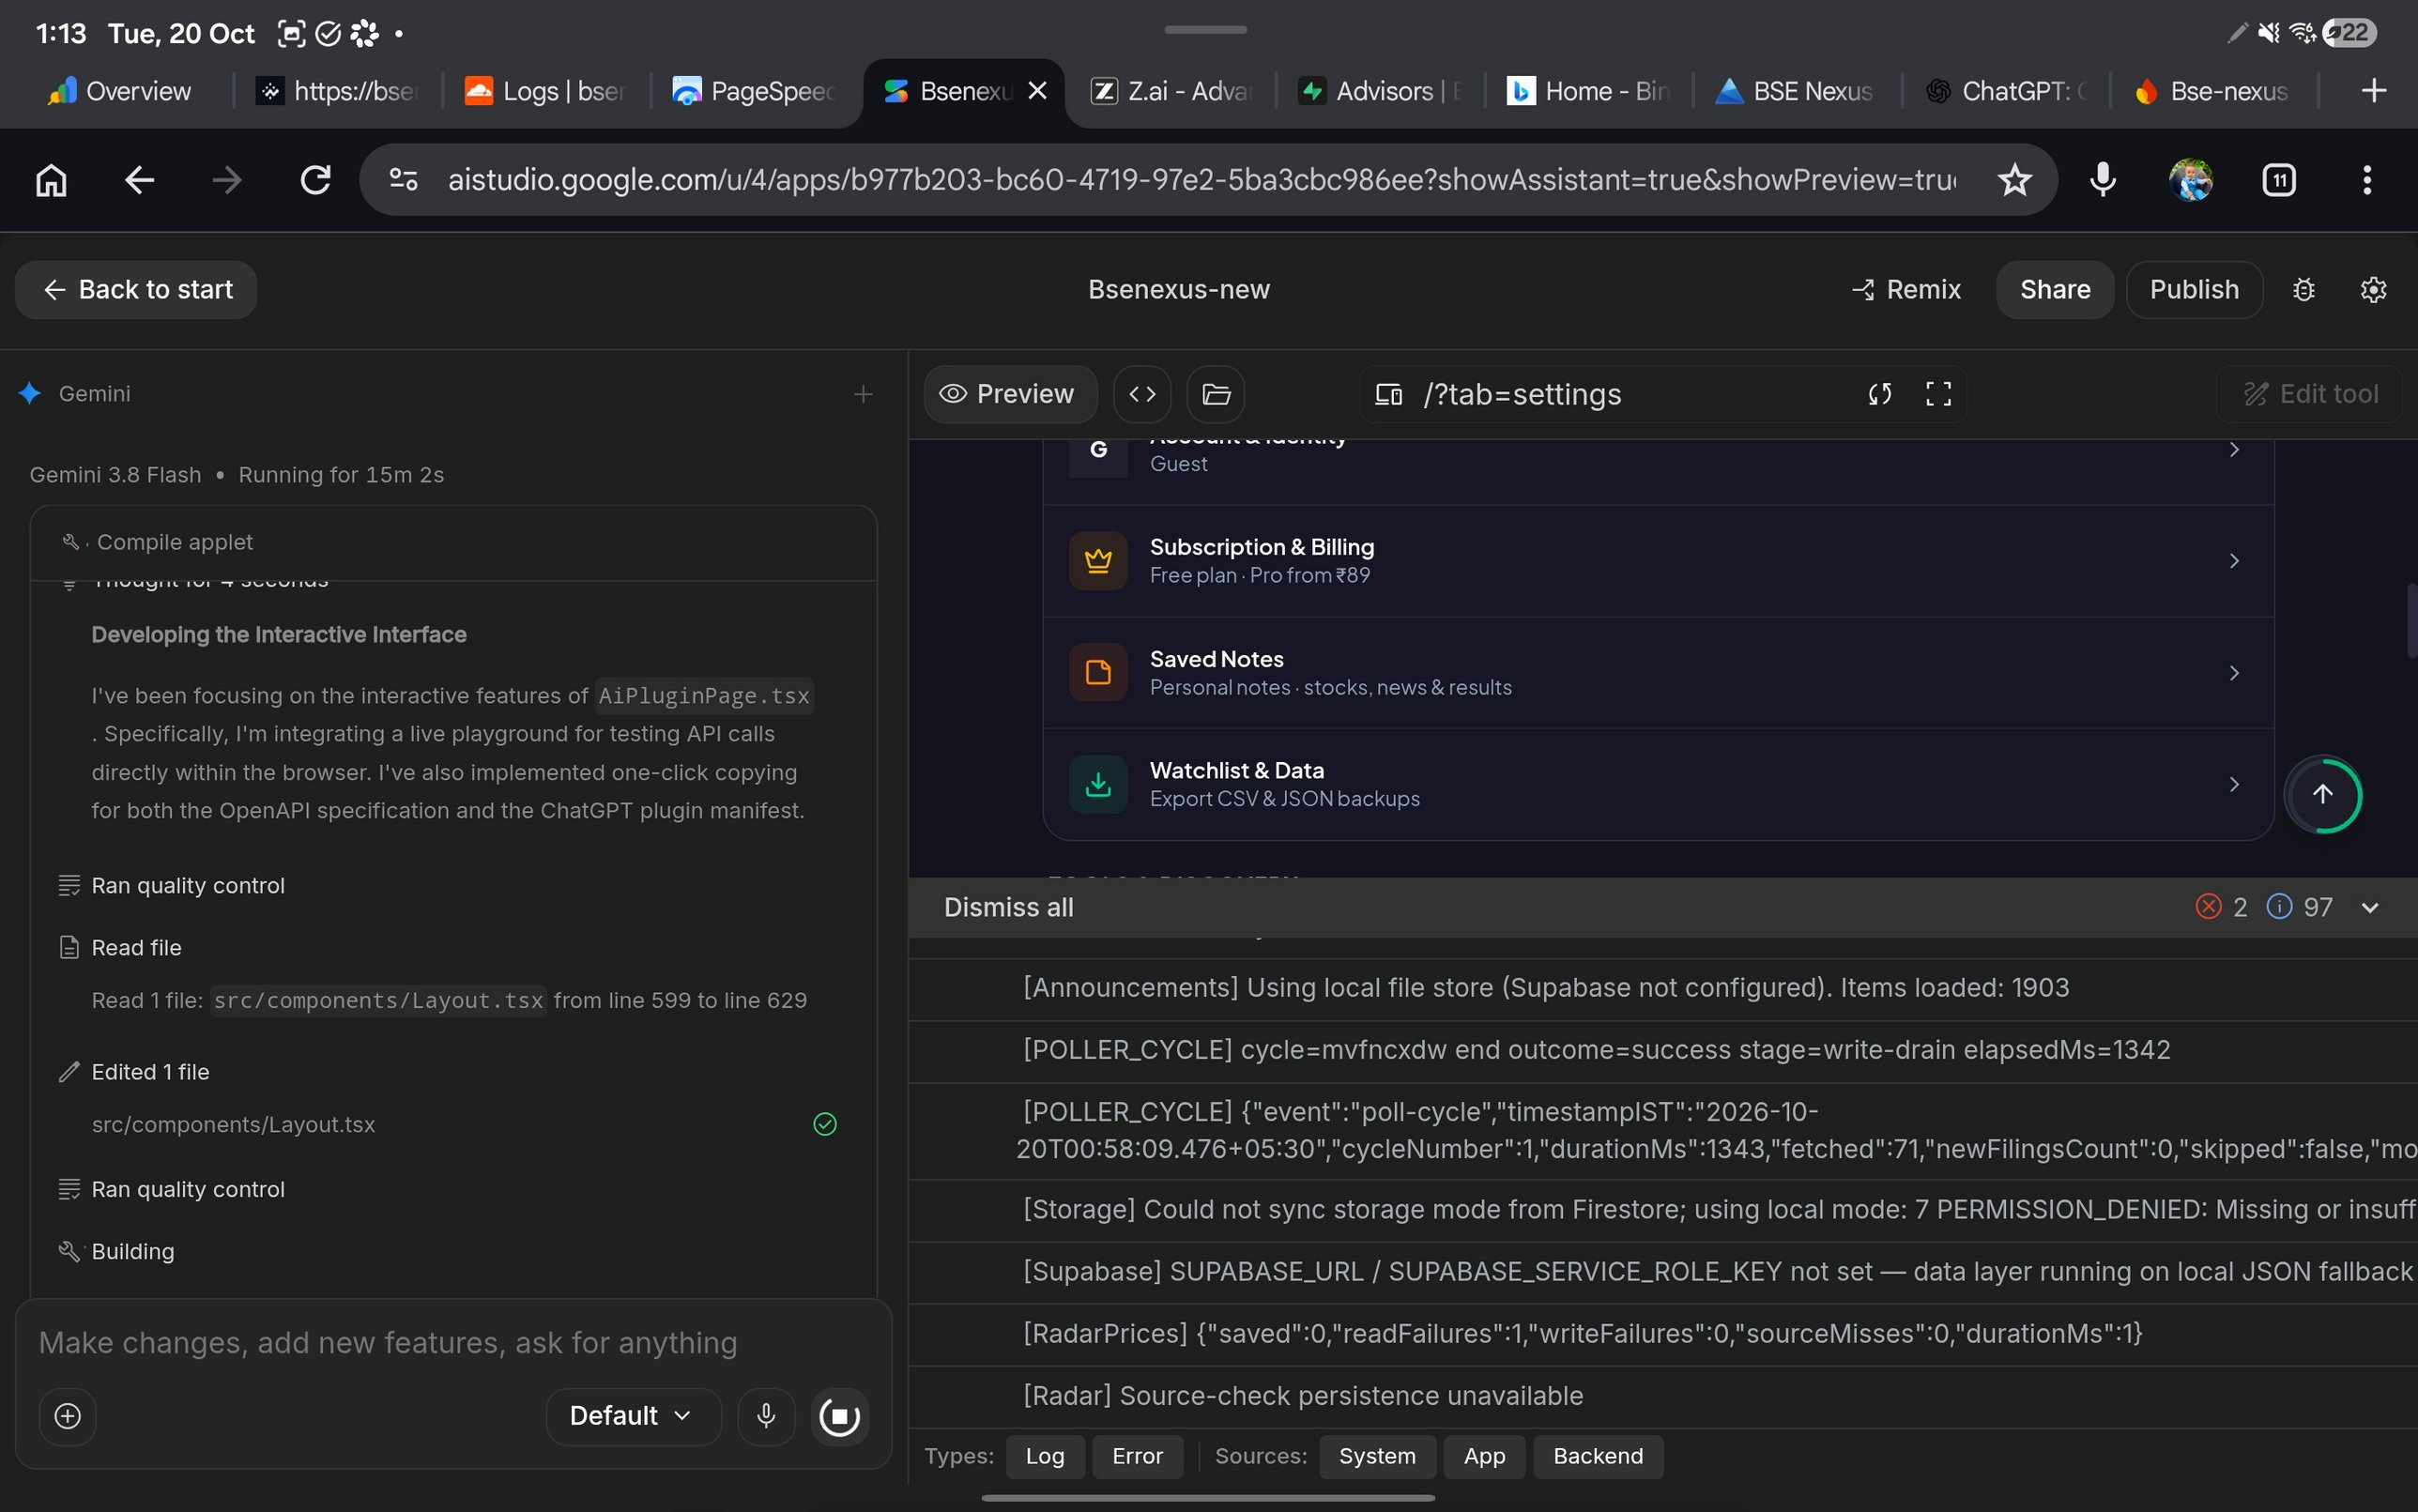 1:13 Tue, 20 Oct
22
Overview
https://bse
Logs | bser
PageSpeed
Bsenexu
Z.ai - Adva
Advisors |
Home - Bin
BSE Nexus
ChatGPT:
Bse-nexus
aistudio.google.com/u/4/apps/b977b203-bc60-4719-97e2-5ba3cbc986ee?showAssistant=true&showPreview=true
11
Back to start
Bsenexus-new
Remix
Share
Publish
Gemini
Gemini 3.8 Flash • Running for 15m 2s
Compile applet
Thought for 4 seconds
Developing the Interactive Interface
I've been focusing on the interactive features of AiPluginPage.tsx
. Specifically, I'm integrating a live playground for testing API calls
directly within the browser. I've also implemented one-click copying
for both the OpenAPI specification and the ChatGPT plugin manifest.
Ran quality control
Read file
Read 1 file: src/components/Layout.tsx from line 599 to line 629
Edited 1 file
src/components/Layout.tsx
Ran quality control
Building
Make changes, add new features, ask for anything
Default
Preview
/?tab=settings
Edit tool
G
Account & Identity
Guest
Subscription & Billing
Free plan · Pro from ₹89
Saved Notes
Personal notes · stocks, news & results
Watchlist & Data
Export CSV & JSON backups
Dismiss all
2
97
[Announcements] Using local file store (Supabase not configured). Items loaded: 1903
[POLLER_CYCLE] cycle=mvfncxdw end outcome=success stage=write-drain elapsedMs=1342
[POLLER_CYCLE] {"event":"poll-cycle","timestampIST":"2026-10-
20T00:58:09.476+05:30","cycleNumber":1,"durationMs":1343,"fetched":71,"newFilingsCount":0,"skipped":false,"mo
[Storage] Could not sync storage mode from Firestore; using local mode: 7 PERMISSION_DENIED: Missing or insuff
[Supabase] SUPABASE_URL / SUPABASE_SERVICE_ROLE_KEY not set — data layer running on local JSON fallback
[RadarPrices] {"saved":0,"readFailures":1,"writeFailures":0,"sourceMisses":0,"durationMs":1}
[Radar] Source-check persistence unavailable
Types: Log Error Sources: System App Backend